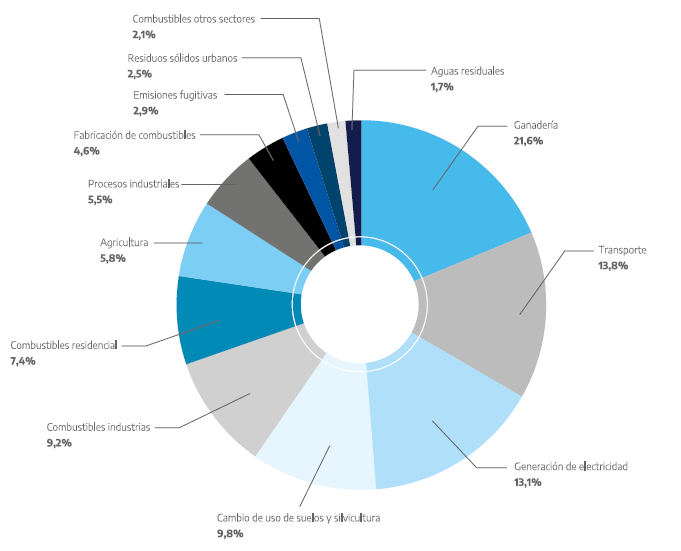 Combustibles otros sectores
2,1%
Residuos sólidos urbanos
2,5%
Emisiones fugitivas
2,9%
Fabricación de combustibles
4,6%
Procesos industriales
5,5%
Agricultura
5,8%
Combustibles residencial
7,4%
Combustibles industrias
9,2%
Cambio de uso de suelos y silvicultura
9,8%
Aguas residuales
1,7%
Ganadería
21,6%
Transporte
13,8%
Generación de electricidad
13,1%